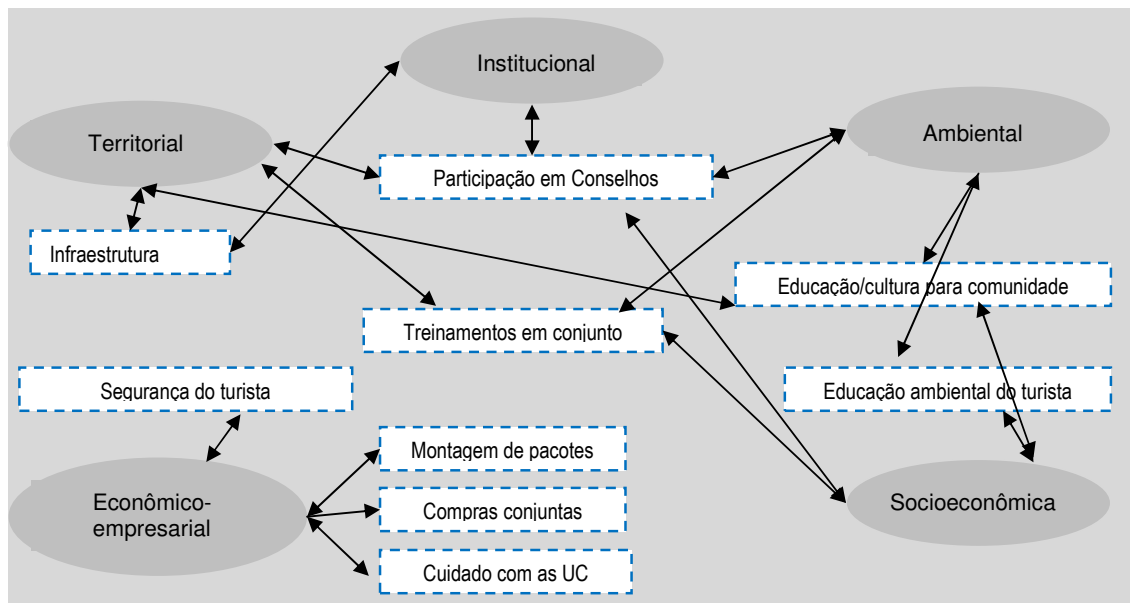 Institucional
Territorial
Ambiental
Participação em Conselhos
Infraestrutura
Educação/cultura para comunidade
Treinamentos em conjunto
Segurança do turista
Educação ambiental do turista
Montagem de pacotes
Econômico-
empresarial
Compras conjuntas
Socioeconômica
Cuidado com as UC